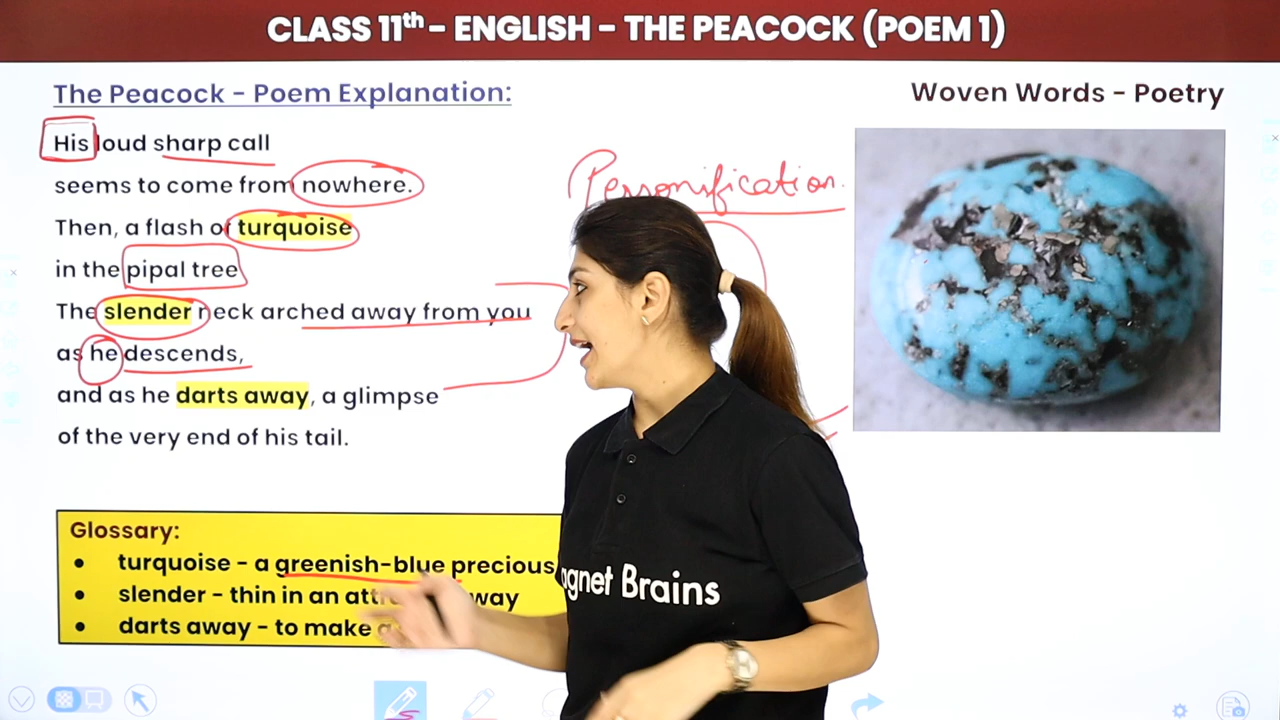 CLASS 11th - ENGLISH - THE PEACOCK (POEM 1)
The Peacock - Poem Explanation:
Woven Words - Poetry
His loud sharp call
seems to come from nowhere.
Personification.
Then, a flash of turquoise
in the pipal tree
The slender neck arched away from you
as he descends,
and as he darts away, a glimpse
of the very end of his tail.
Glossary:
• turquoise - a greenish-blue precious
• slender - thin in an way
• darts away - to make
agnet Brains